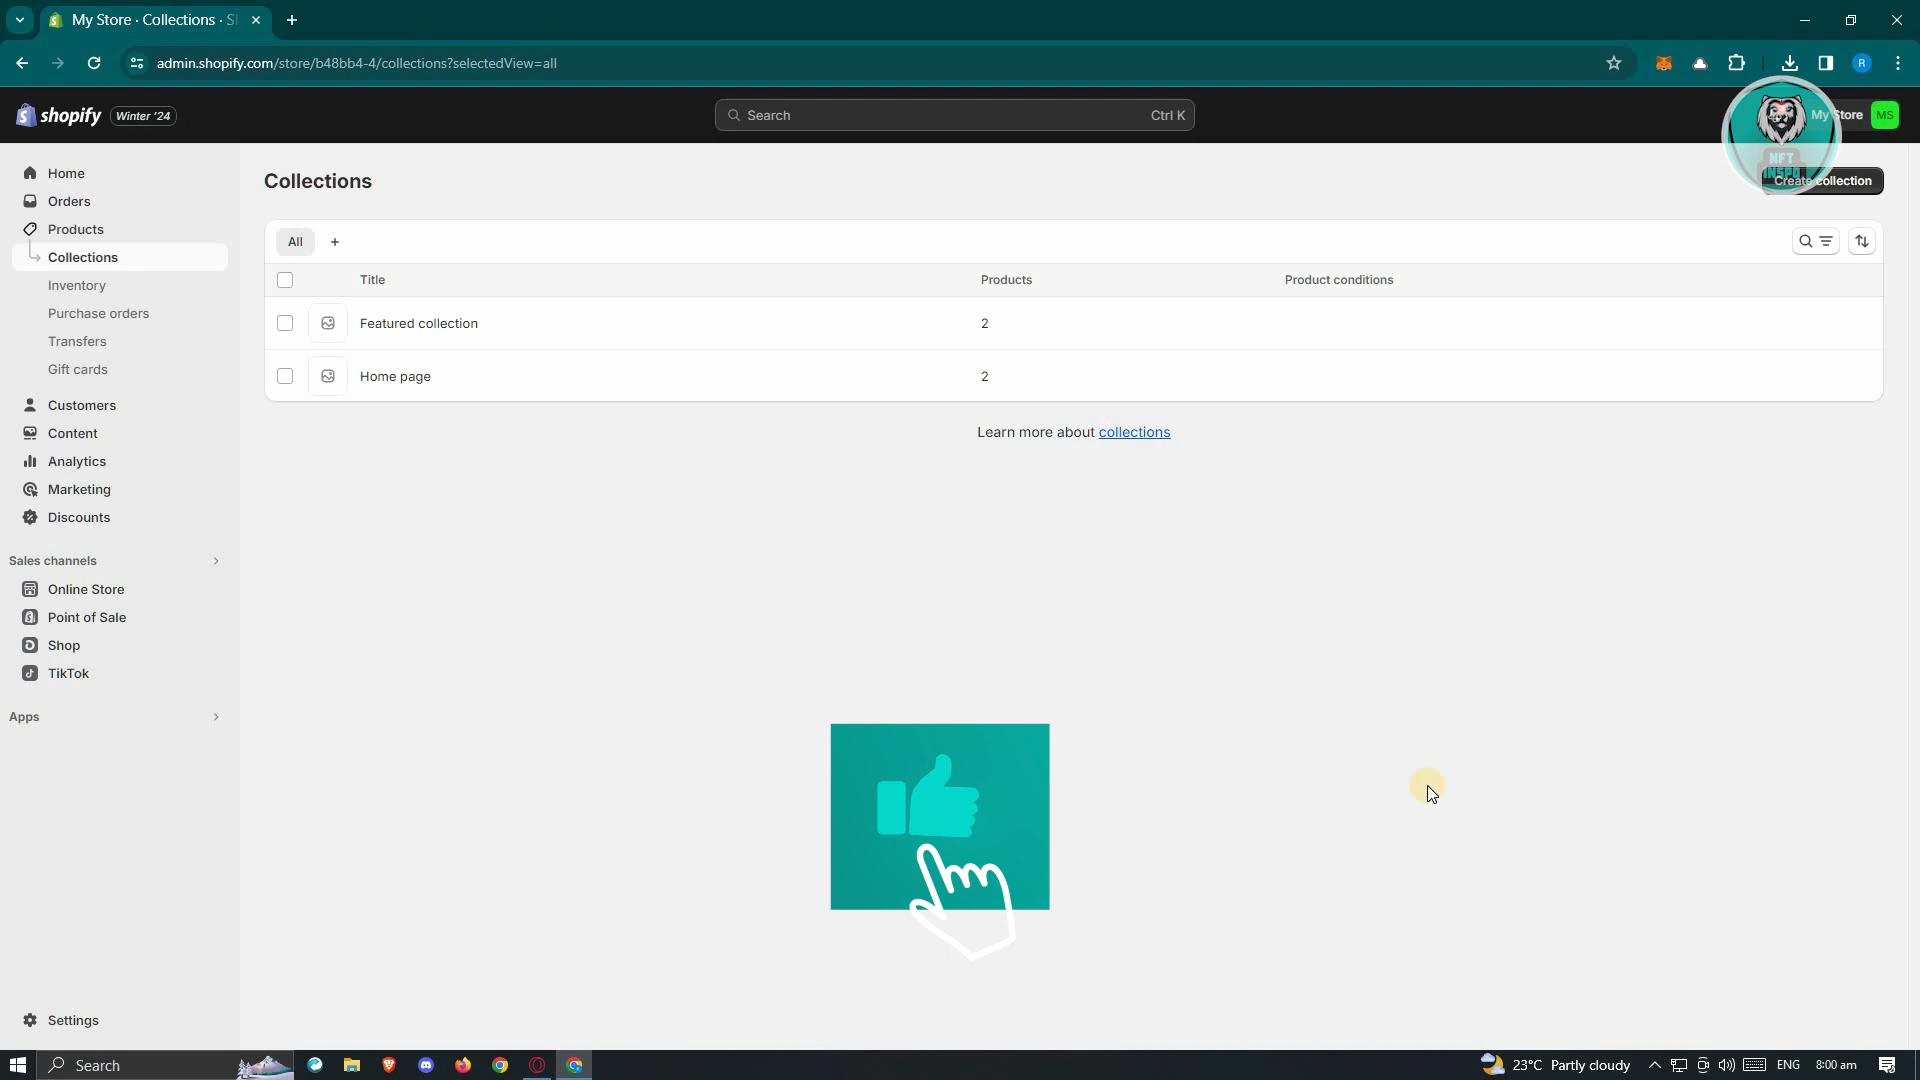 My Store · Collections · S
admin.shopify.com/store/b48bb4-4/collections?selectedView=all
R
shopify
Winter '24
Search
Ctrl K
My Store
MS
NFT
INSPO
Home
Orders
Products
Collections
Inventory
Purchase orders
Transfers
Gift cards
Customers
Content
Analytics
Marketing
Discounts
Sales channels
Online Store
Point of Sale
Shop
TikTok
Apps
Settings
Collections
Create collection
All
Title
Products
Product conditions
Featured collection
2
Home page
2
Learn more about collections
Search
23°C Partly cloudy
ENG
8:00 am